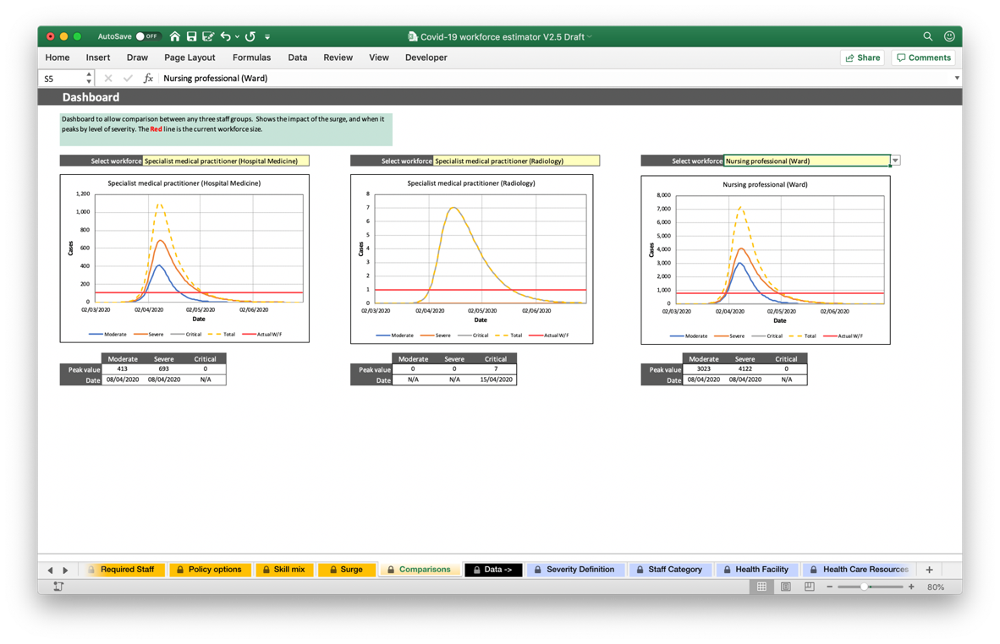 AutoSave OFF
Covid-19 workforce estimator V2.5 Draft
Home Insert Draw Page Layout Formulas Data Review View Developer Share Comments
S5 fx Nursing professional (Ward)
Dashboard
Dashboard to allow comparison between any three staff groups. Shows the impact of the surge, and when it
peaks by level of severity. The Red line is the current workforce size.
Select workforce Specialist medical practitioner (Hospital Medicine)
Specialist medical practitioner (Hospital Medicine)
1,200
1,000
800
600
400
200
0
Cases
02/03/2020 02/04/2020 02/05/2020 02/06/2020
Date
Moderate Severe Critical Total Actual W/F
Moderate Severe Critical
Peak value 413 693 0
Date 08/04/2020 08/04/2020 N/A
Select workforce Specialist medical practitioner (Radiology)
Specialist medical practitioner (Radiology)
8
7
6
5
4
3
2
1
0
Cases
02/03/2020 02/04/2020 02/05/2020 02/06/2020
Date
Moderate Severe Critical Total Actual W/F
Moderate Severe Critical
Peak value 0 0 7
Date N/A N/A 15/04/2020
Select workforce Nursing professional (Ward)
Nursing professional (Ward)
8,000
7,000
6,000
5,000
4,000
3,000
2,000
1,000
0
Cases
02/03/2020 02/04/2020 02/05/2020 02/06/2020
Date
Moderate Severe Critical Total Actual W/F
Moderate Severe Critical
Peak value 3023 4122 0
Date 08/04/2020 08/04/2020 N/A
Required Staff Policy options Skill mix Surge Comparisons Data -> Severity Definition Staff Category Health Facility Health Care Resources
80%